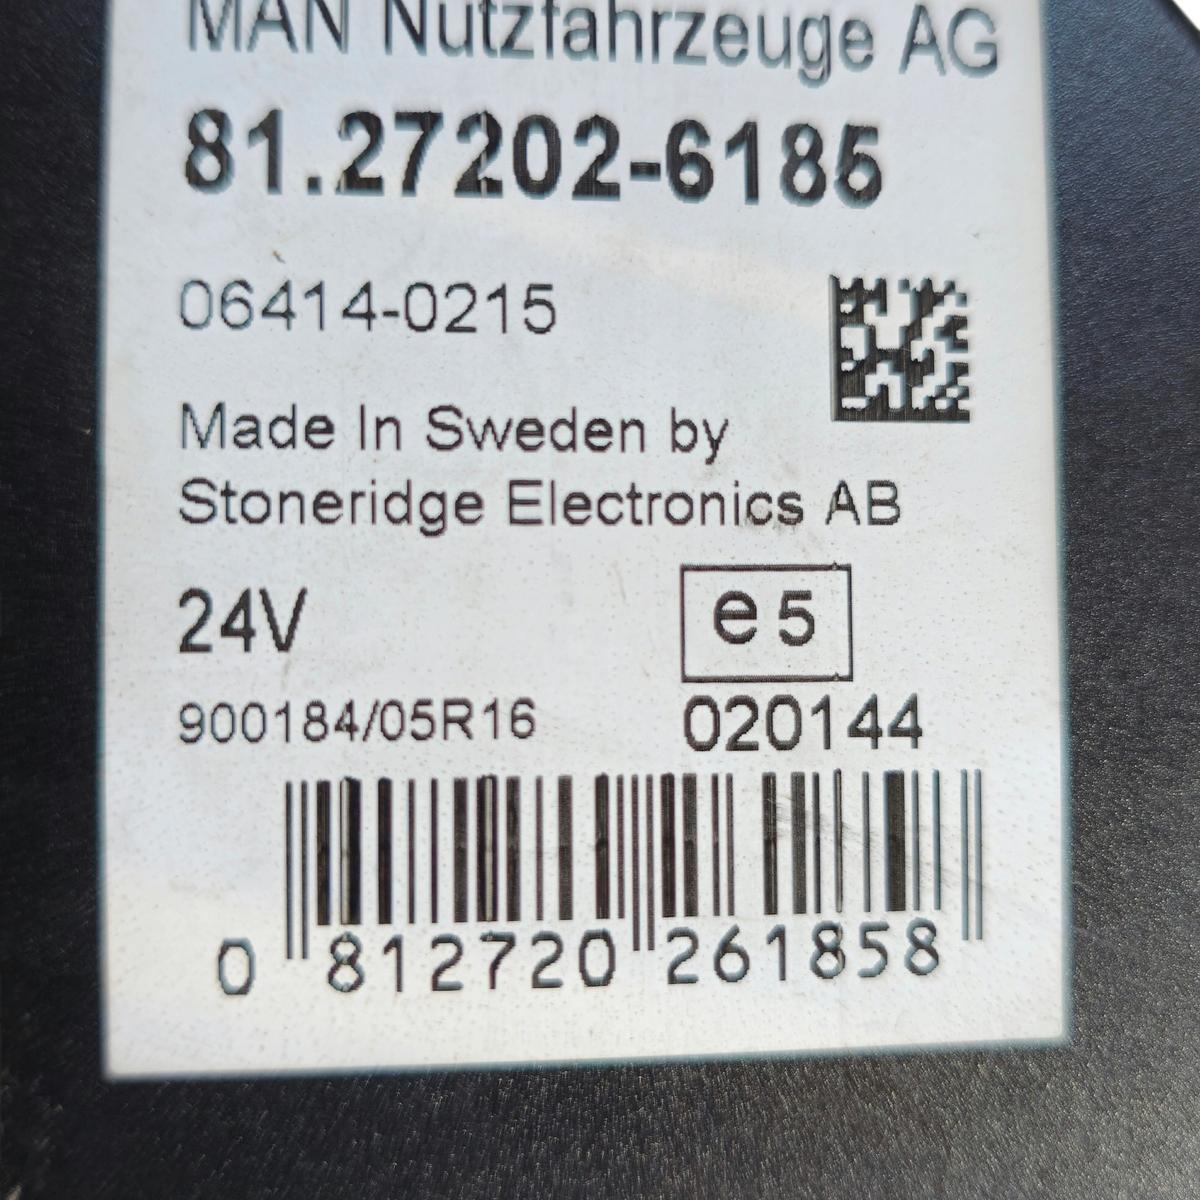 MAN Nutzfahrzeuge AG
81.27202-6185
06414-0215
Made In Sweden by
Stoneridge Electronics AB
24V
e5
900184/05R16
020144
0 812720 261858